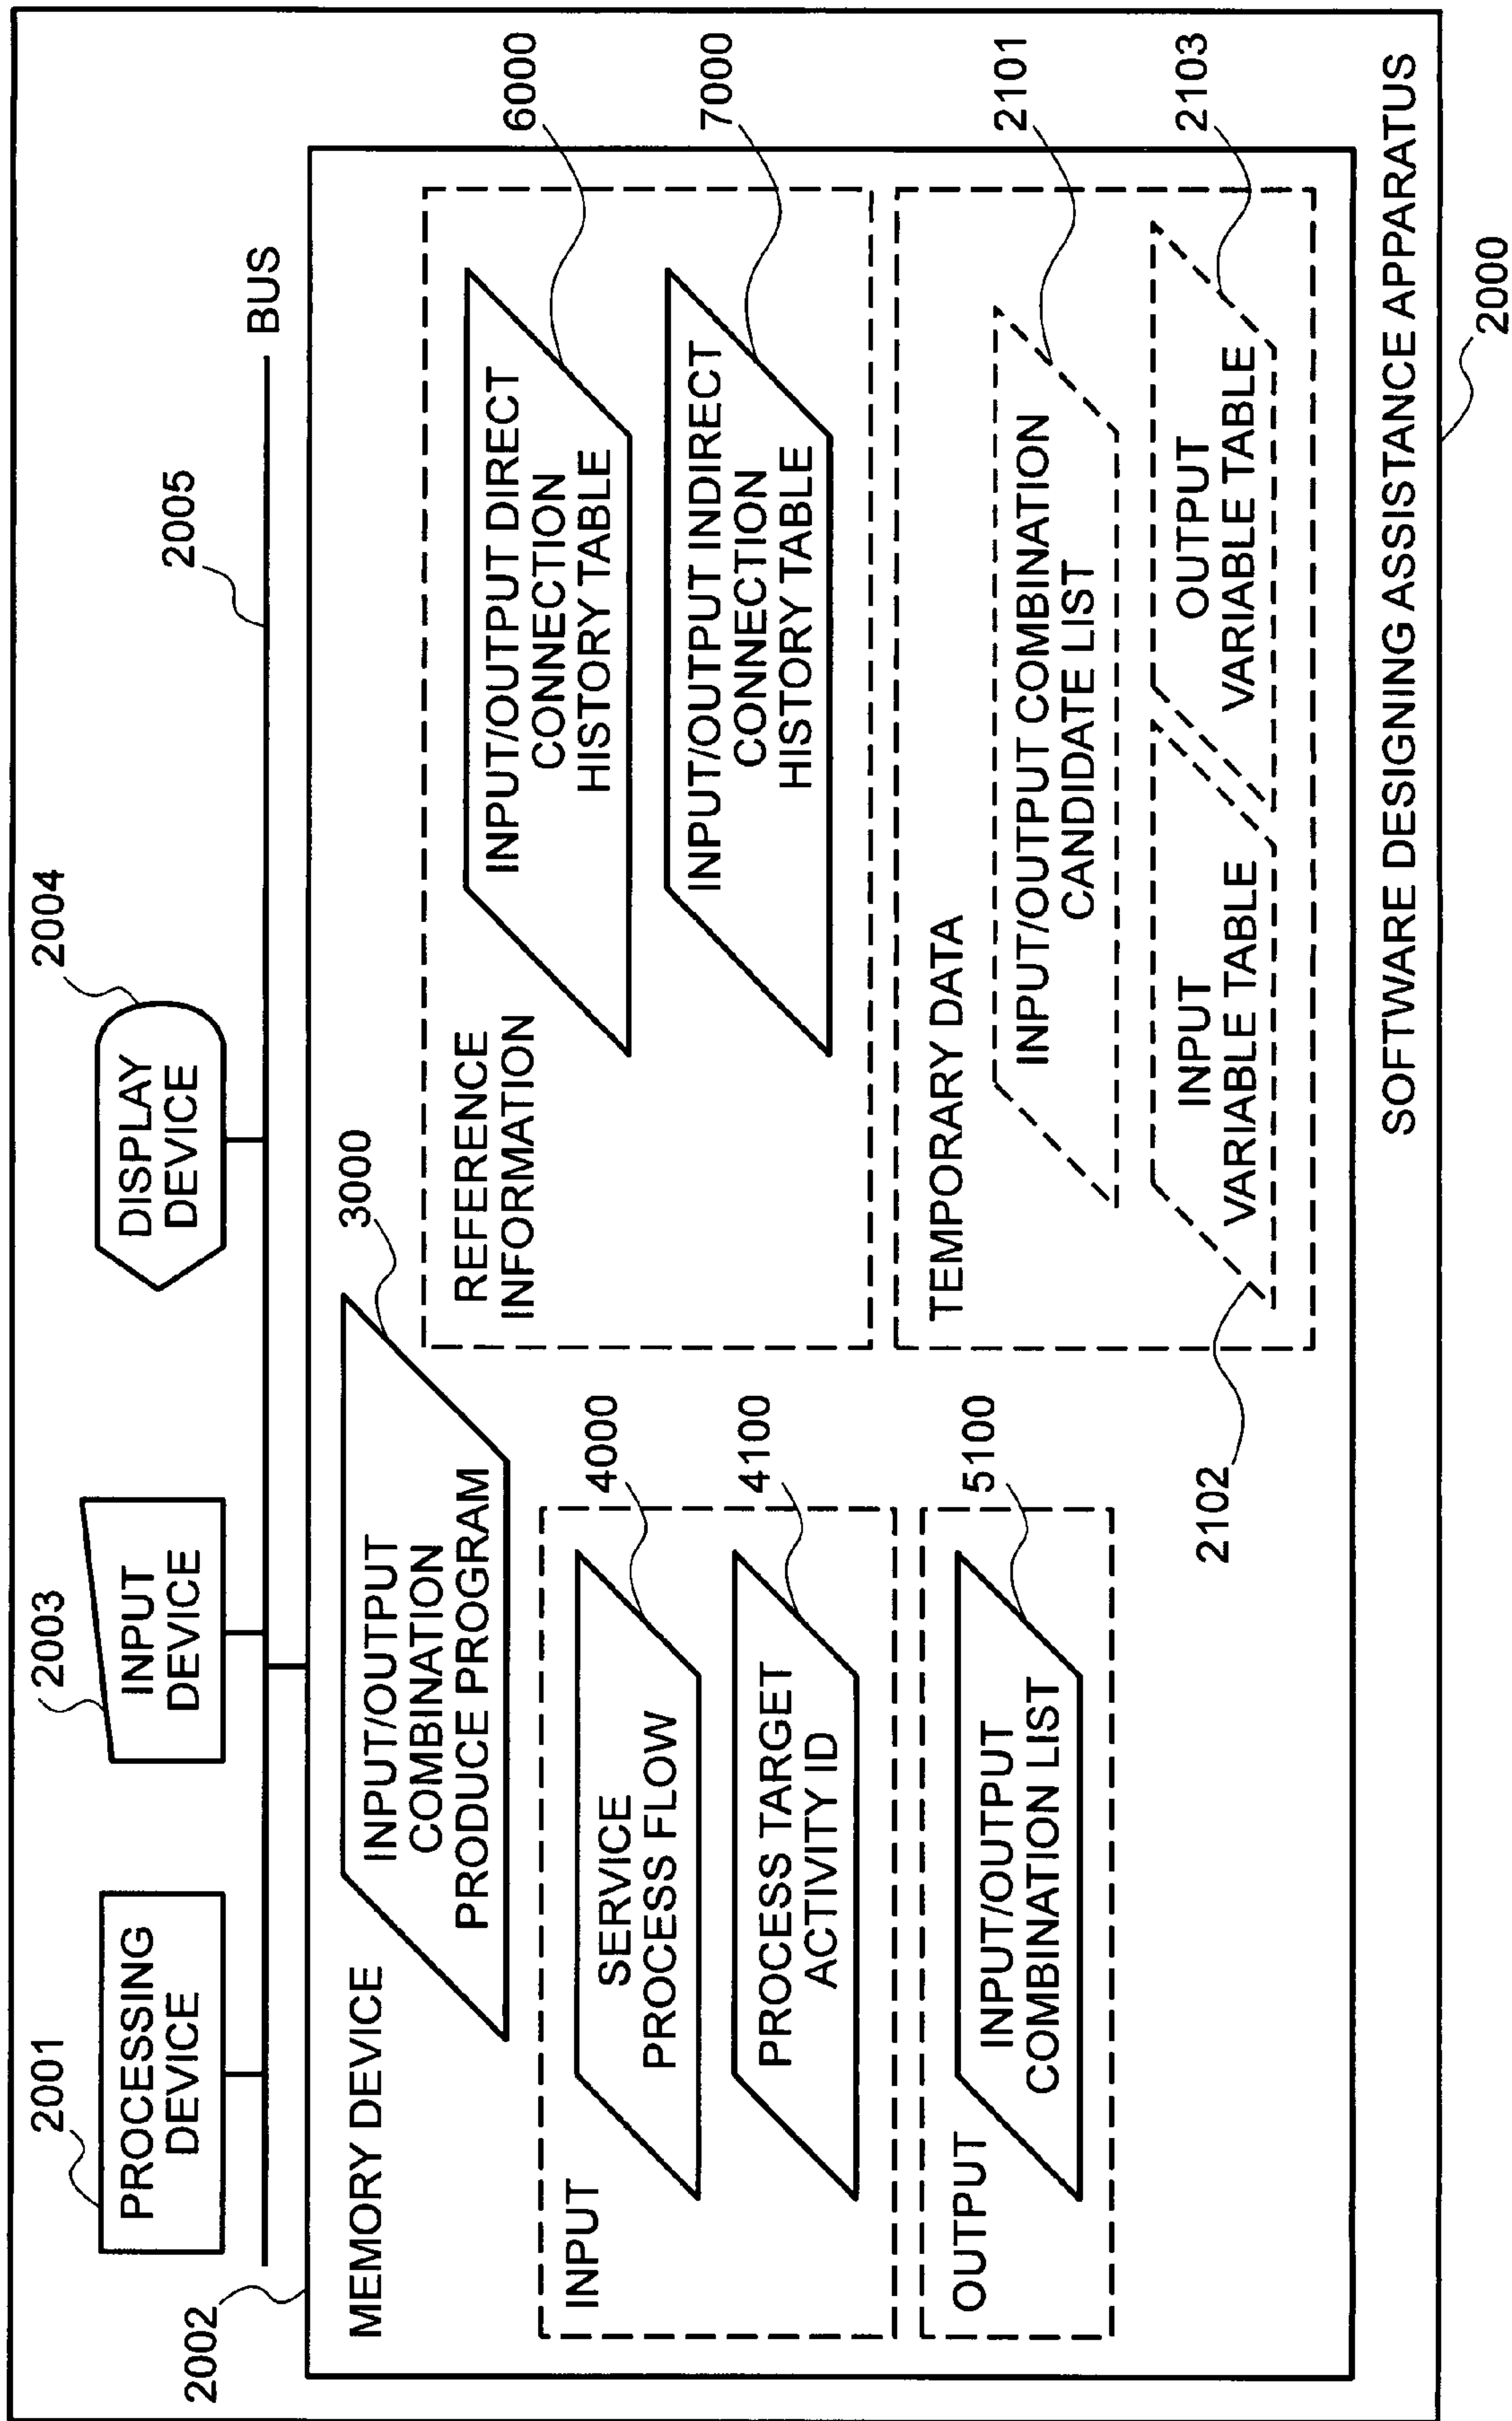 2001
PROCESSING
DEVICE
2003
INPUT
DEVICE
2004
DISPLAY
DEVICE
2005
BUS
2002
MEMORY DEVICE
INPUT/OUTPUT
COMBINATION
PRODUCE PROGRAM
3000
INPUT
SERVICE
PROCESS FLOW
4000
PROCESS TARGET
ACTIVITY ID
4100
OUTPUT
INPUT/OUTPUT
COMBINATION LIST
5100
REFERENCE
INFORMATION
INPUT/OUTPUT DIRECT
CONNECTION
HISTORY TABLE
6000
INPUT/OUTPUT INDIRECT
CONNECTION
HISTORY TABLE
7000
TEMPORARY DATA
INPUT/OUTPUT COMBINATION
CANDIDATE LIST
2101
INPUT
VARIABLE TABLE
2102
OUTPUT
VARIABLE TABLE
2103
SOFTWARE DESIGNING ASSISTANCE APPARATUS
2000